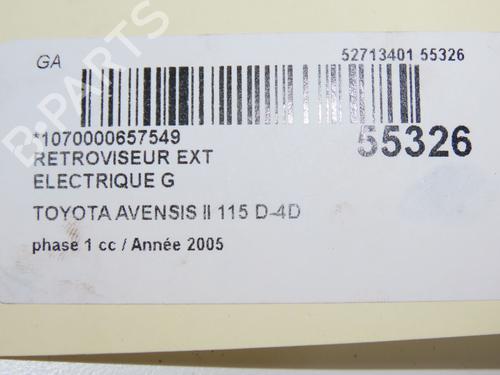 GA
52713401 55326
*1070000657549
55326
RETROVISEUR EXT
ELECTRIQUE G
TOYOTA AVENSIS II 115 D-4D
phase 1 cc / Année 2005
B-PARTS